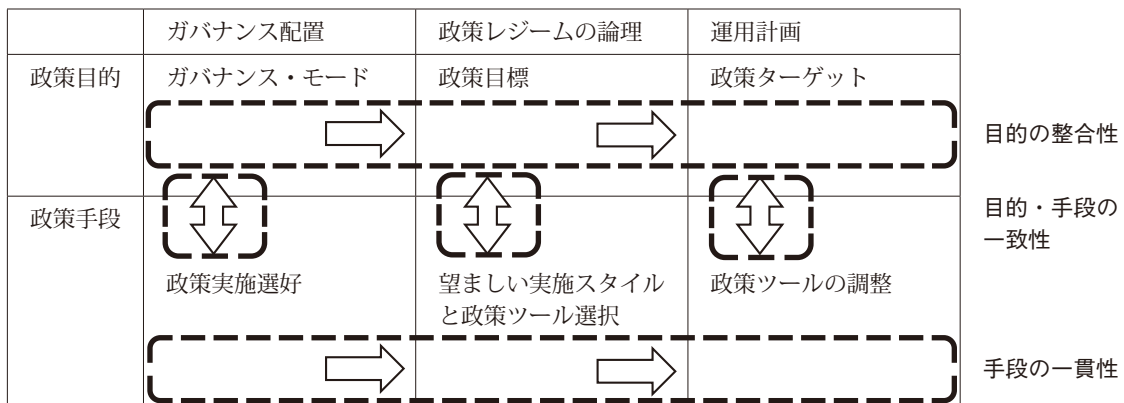 ガバナンス配置
政策レジームの論理
運用計画
政策目的
ガバナンス・モード
政策目標
政策ターゲット
目的の整合性
政策手段
目的・手段の
一致性
政策実施選好
望ましい実施スタイル
と政策ツール選択
政策ツールの調整
手段の一貫性